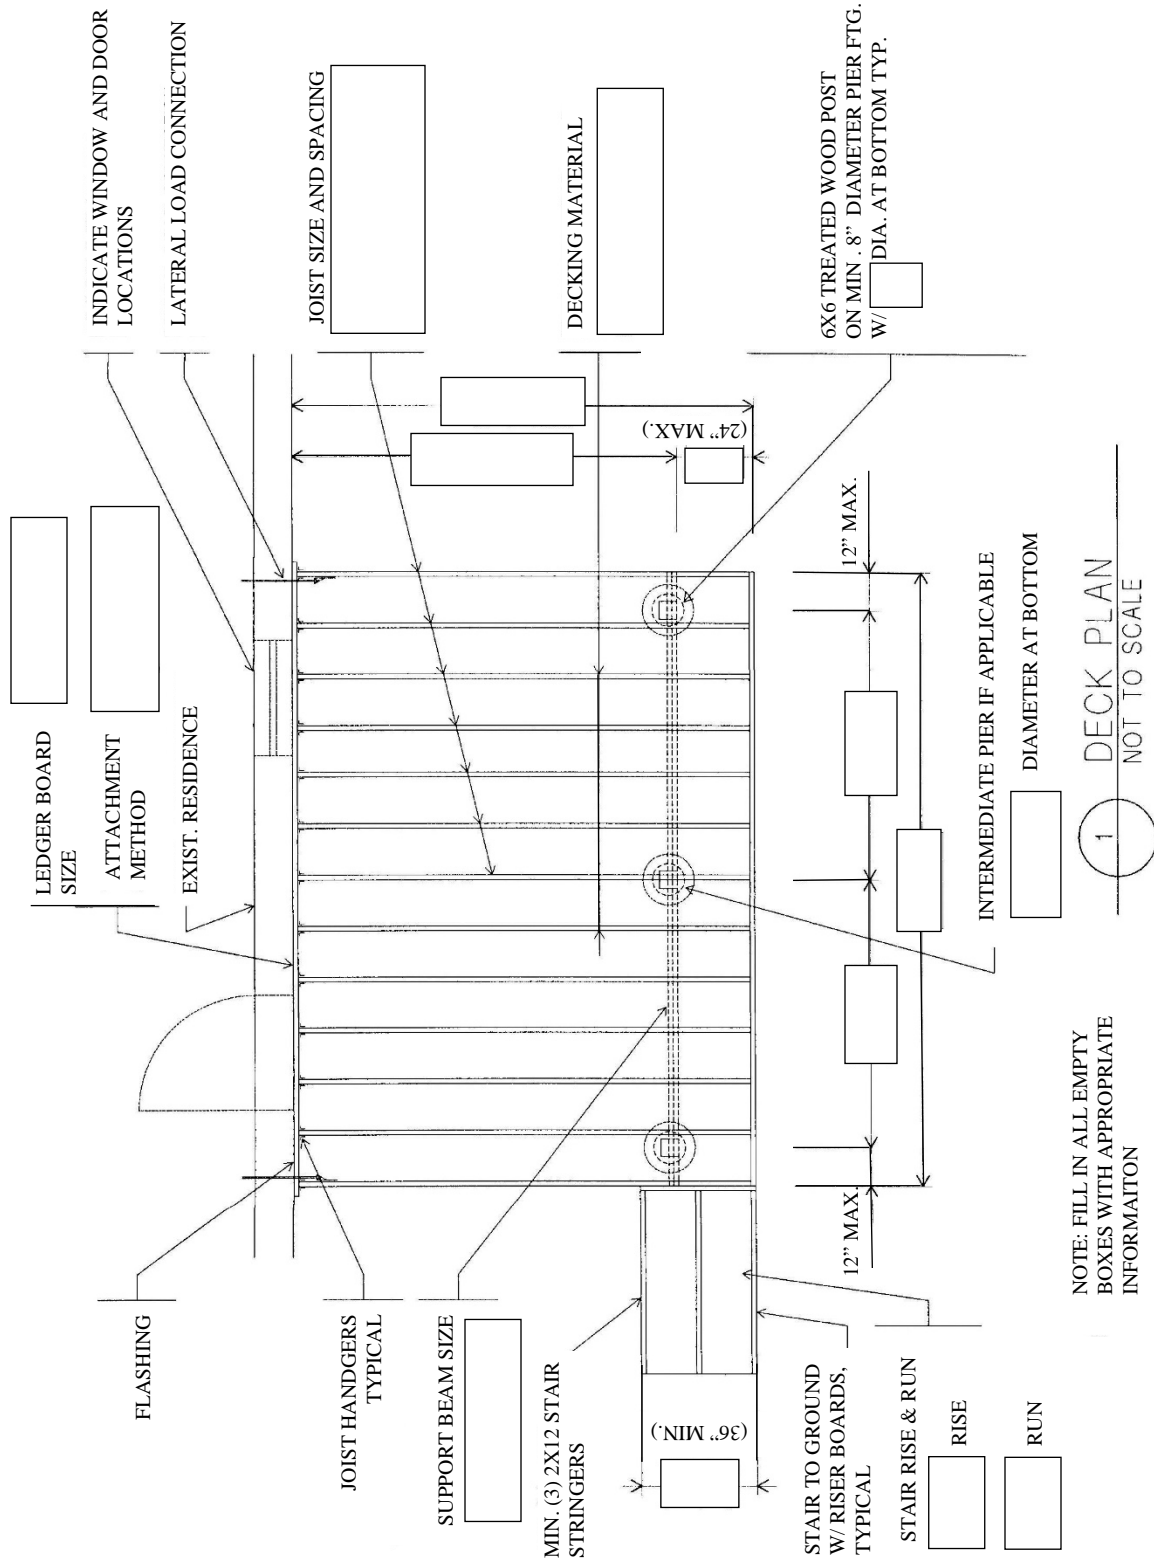 LEDGER BOARD
SIZE
ATTACHMENT
METHOD
EXIST. RESIDENCE
INDICATE WINDOW AND DOOR
LOCATIONS
LATERAL LOAD CONNECTION
FLASHING
JOIST HANDGERS
TYPICAL
SUPPORT BEAM SIZE
MIN. (3) 2X12 STAIR
STRINGERS
(36” MIN.)
STAIR TO GROUND
W/ RISER BOARDS,
TYPICAL
STAIR RISE & RUN
RISE
RUN
JOIST SIZE AND SPACING
DECKING MATERIAL
(24” MAX.)
6X6 TREATED WOOD POST
ON MIN . 8” DIAMETER PIER FTG.
W/ DIA. AT BOTTOM TYP.
12” MAX.
12” MAX.
INTERMEDIATE PIER IF APPLICABLE
DIAMETER AT BOTTOM
NOTE: FILL IN ALL EMPTY
BOXES WITH APPROPRIATE
INFORMAITON
1
DECK PLAN
NOT TO SCALE